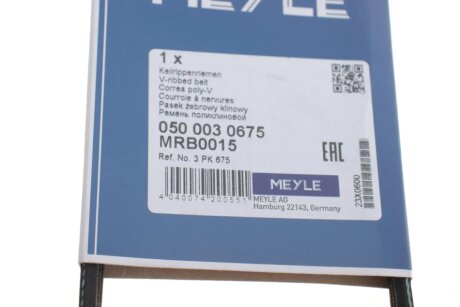 MEYLE
1 x
Keilrippenriemen
V-ribbed belt
Correa poly-V
Courroie à nervures
Pasek żebrowy klinowy
Ремень поликлиновой
050 003 0675
MRB0015
Ref. No. 3 PK 675
EAC
MEYLE
4 040074 200551
MEYLE AG
Hamburg 22143, Germany
23X0600